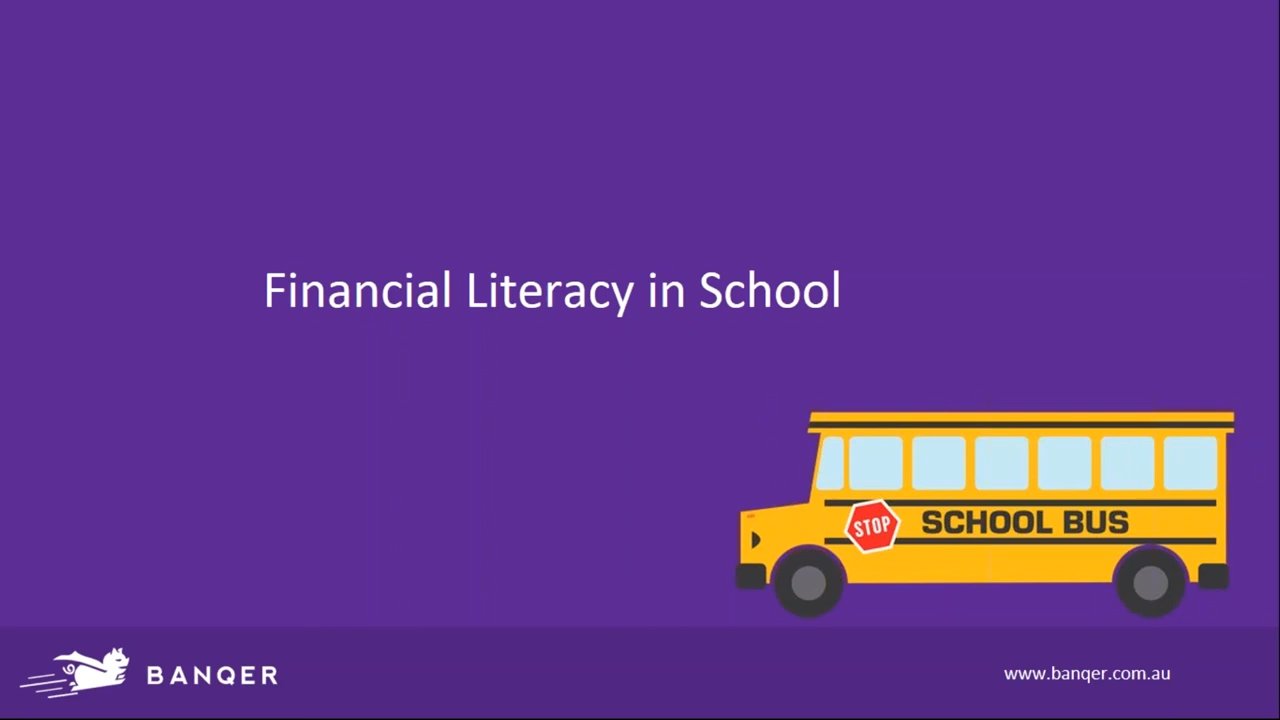 Financial Literacy in School
STOP
SCHOOL BUS
BANQER
www.banqer.com.au